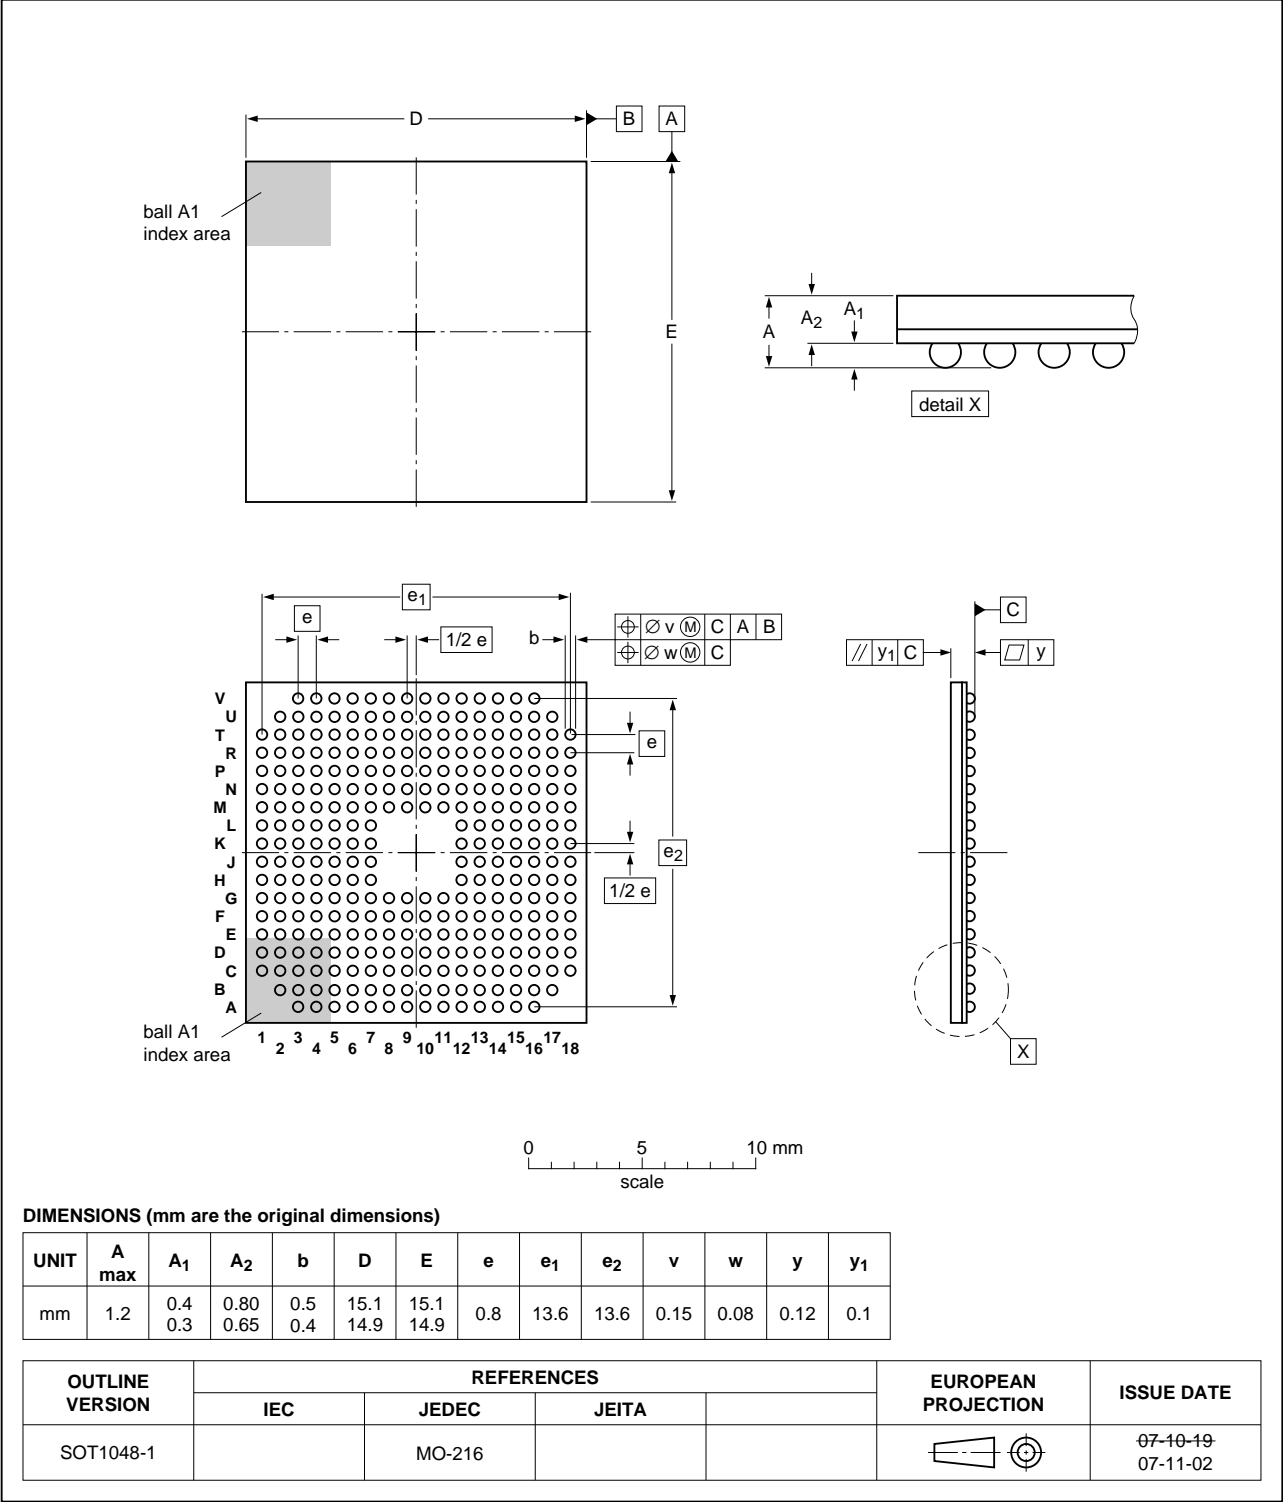 D
B
A
ball A1
index area
E
A
A2
A1
detail X
e1
e
1/2 e
b
⌖ ⌀ v Ⓜ C A B
⌖ ⌀ w Ⓜ C
C
// y1 C
⏥ y
V
U
T
R
P
N
M
L
K
J
H
G
F
E
D
C
B
A
e
e2
1/2 e
ball A1
index area
1 2 3 4 5 6 7 8 9 10 11 12 13 14 15 16 17 18
X
0 5 10 mm
scale
DIMENSIONS (mm are the original dimensions)
UNIT A max A1 A2 b D E e e1 e2 v w y y1
mm 1.2 0.4 0.3 0.80 0.65 0.5 0.4 15.1 14.9 15.1 14.9 0.8 13.6 13.6 0.15 0.08 0.12 0.1
OUTLINE VERSION REFERENCES EUROPEAN PROJECTION ISSUE DATE
IEC JEDEC JEITA
SOT1048-1 MO-216 07-10-19
07-11-02